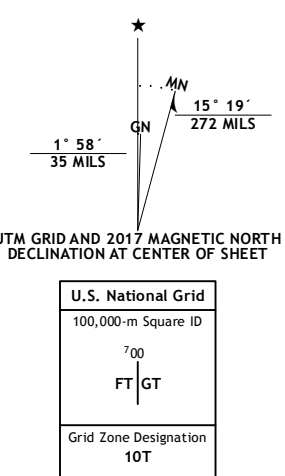 ★
MN
GN
15° 19´
272 MILS
1° 58´
35 MILS
UTM GRID AND 2017 MAGNETIC NORTH
DECLINATION AT CENTER OF SHEET
U.S. National Grid
100,000-m Square ID
⁷00
FT GT
Grid Zone Designation
10T